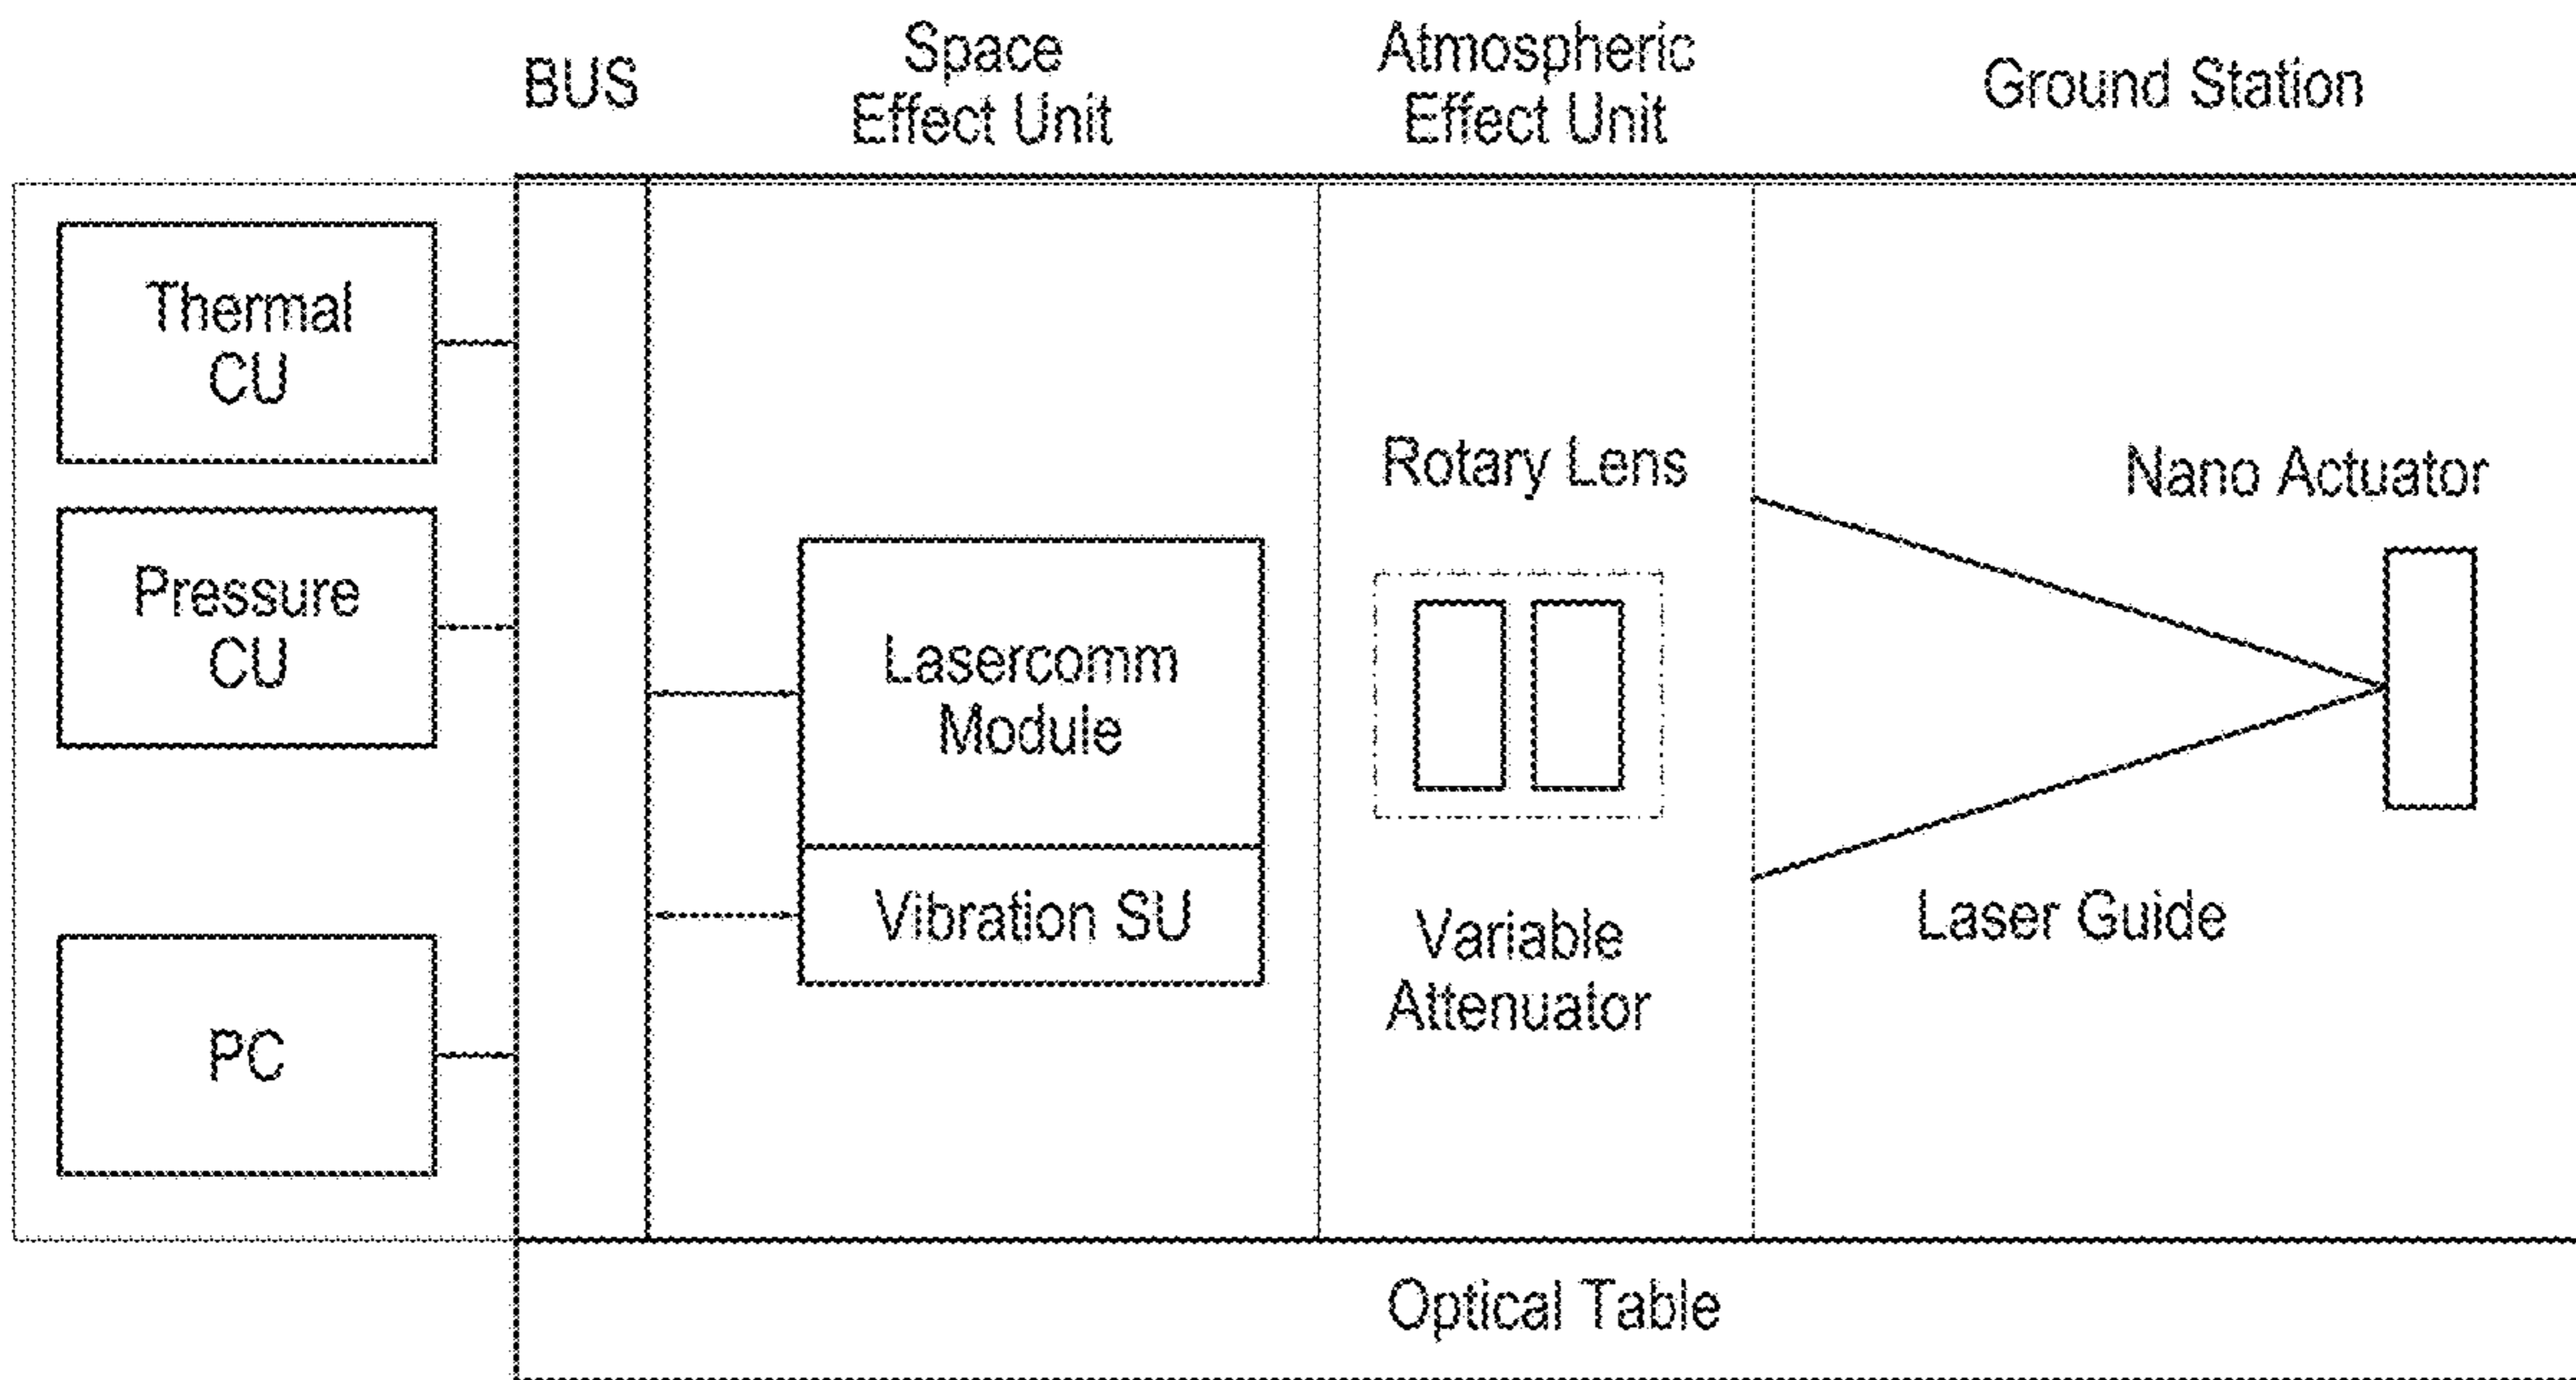 BUS
Space
Effect Unit
Atmospheric
Effect Unit
Ground Station
Thermal
CU
Pressure
CU
PC
Lasercomm
Module
Vibration SU
Rotary Lens
Variable
Attenuator
Nano Actuator
Laser Guide
Optical Table